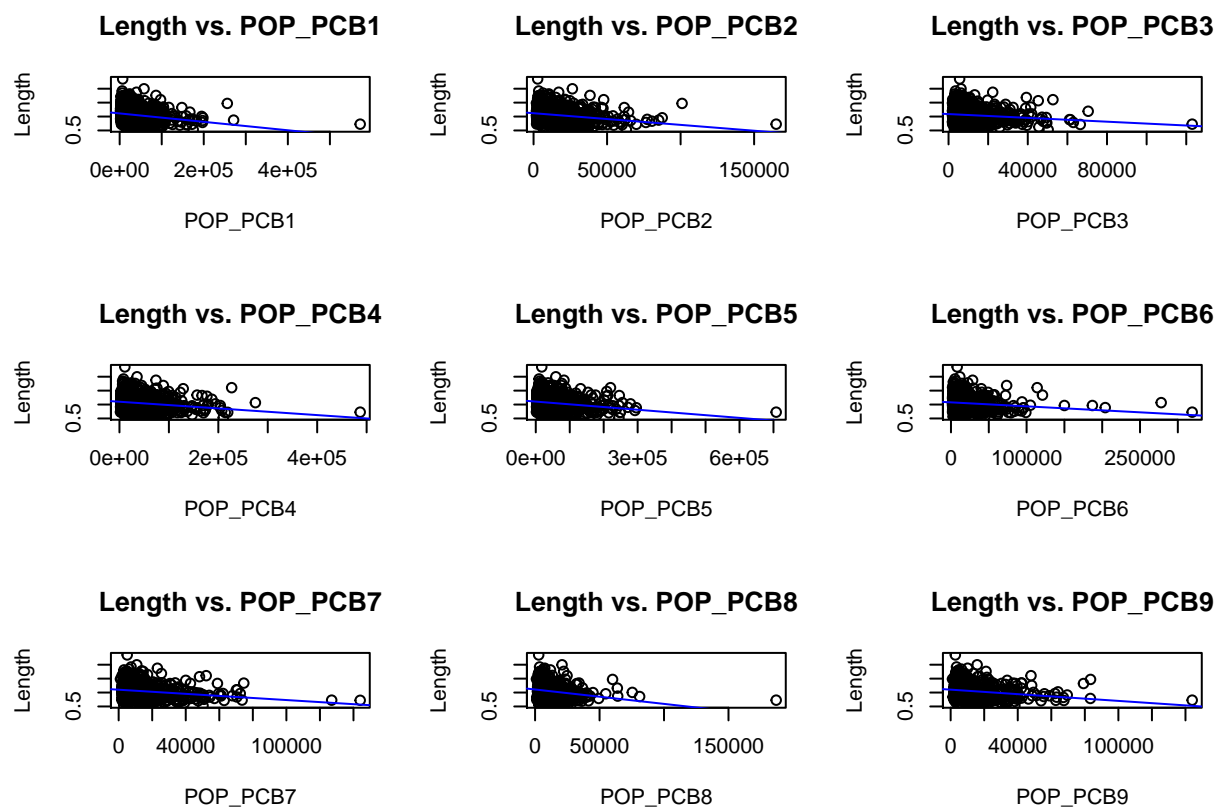 Length vs. POP_PCB1
Length
0.5
0e+00 2e+05 4e+05
POP_PCB1
Length vs. POP_PCB2
Length
0.5
0 50000 150000
POP_PCB2
Length vs. POP_PCB3
Length
0.5
0 40000 80000
POP_PCB3
Length vs. POP_PCB4
Length
0.5
0e+00 2e+05 4e+05
POP_PCB4
Length vs. POP_PCB5
Length
0.5
0e+00 3e+05 6e+05
POP_PCB5
Length vs. POP_PCB6
Length
0.5
0 100000 250000
POP_PCB6
Length vs. POP_PCB7
Length
0.5
0 40000 100000
POP_PCB7
Length vs. POP_PCB8
Length
0.5
0 50000 150000
POP_PCB8
Length vs. POP_PCB9
Length
0.5
0 40000 100000
POP_PCB9